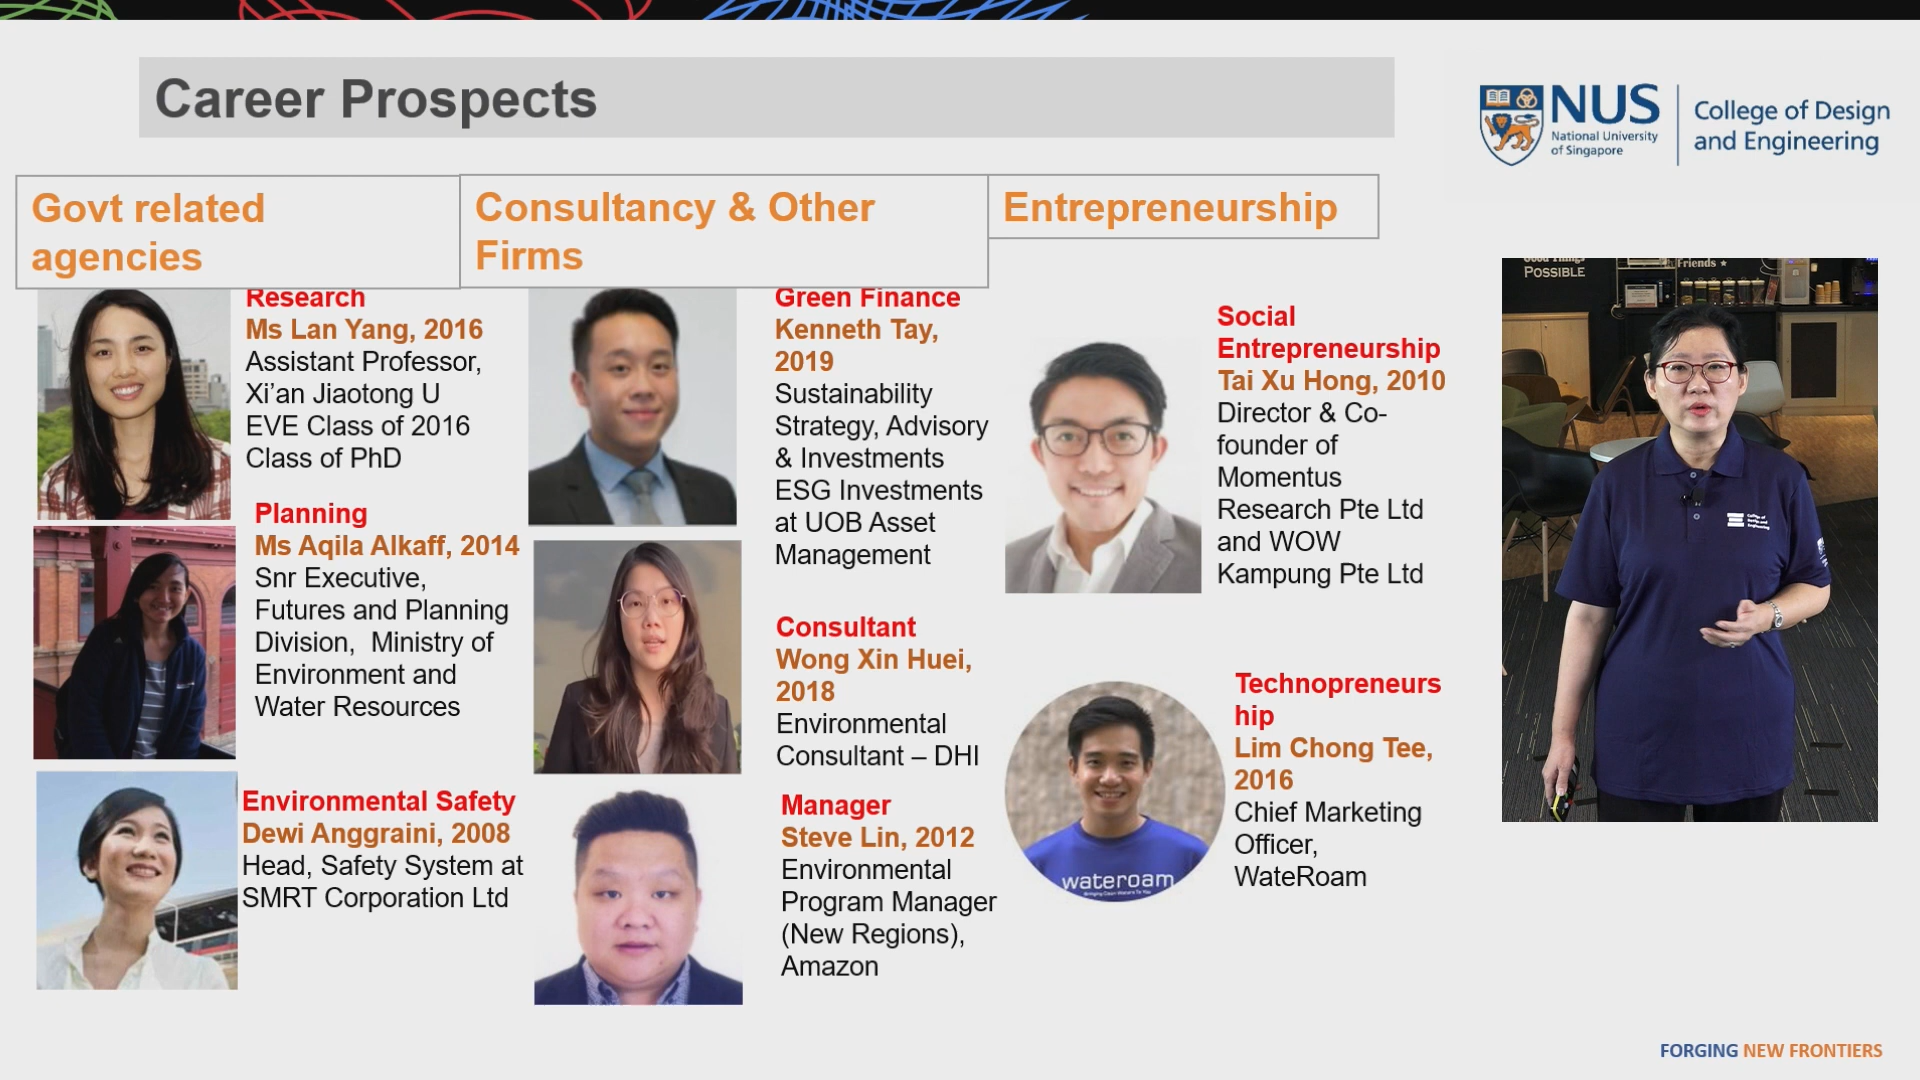 Career Prospects
NUS
National University
of Singapore
College of Design
and Engineering
Govt related
agencies
Research
Ms Lan Yang, 2016
Assistant Professor,
Xi’an Jiaotong U
EVE Class of 2016
Class of PhD
Planning
Ms Aqila Alkaff, 2014
Snr Executive,
Futures and Planning
Division, Ministry of
Environment and
Water Resources
Environmental Safety
Dewi Anggraini, 2008
Head, Safety System at
SMRT Corporation Ltd
Consultancy & Other
Firms
Green Finance
Kenneth Tay,
2019
Sustainability
Strategy, Advisory
& Investments
ESG Investments
at UOB Asset
Management
Consultant
Wong Xin Huei,
2018
Environmental
Consultant – DHI
Manager
Steve Lin, 2012
Environmental
Program Manager
(New Regions),
Amazon
Entrepreneurship
Social
Entrepreneurship
Tai Xu Hong, 2010
Director & Co-
founder of
Momentus
Research Pte Ltd
and WOW
Kampung Pte Ltd
Technopreneurs
hip
Lim Chong Tee,
2016
Chief Marketing
Officer,
WateRoam
wateroam
Good Things
POSSIBLE
Friends
College of
Design and
Engineering
FORGING NEW FRONTIERS